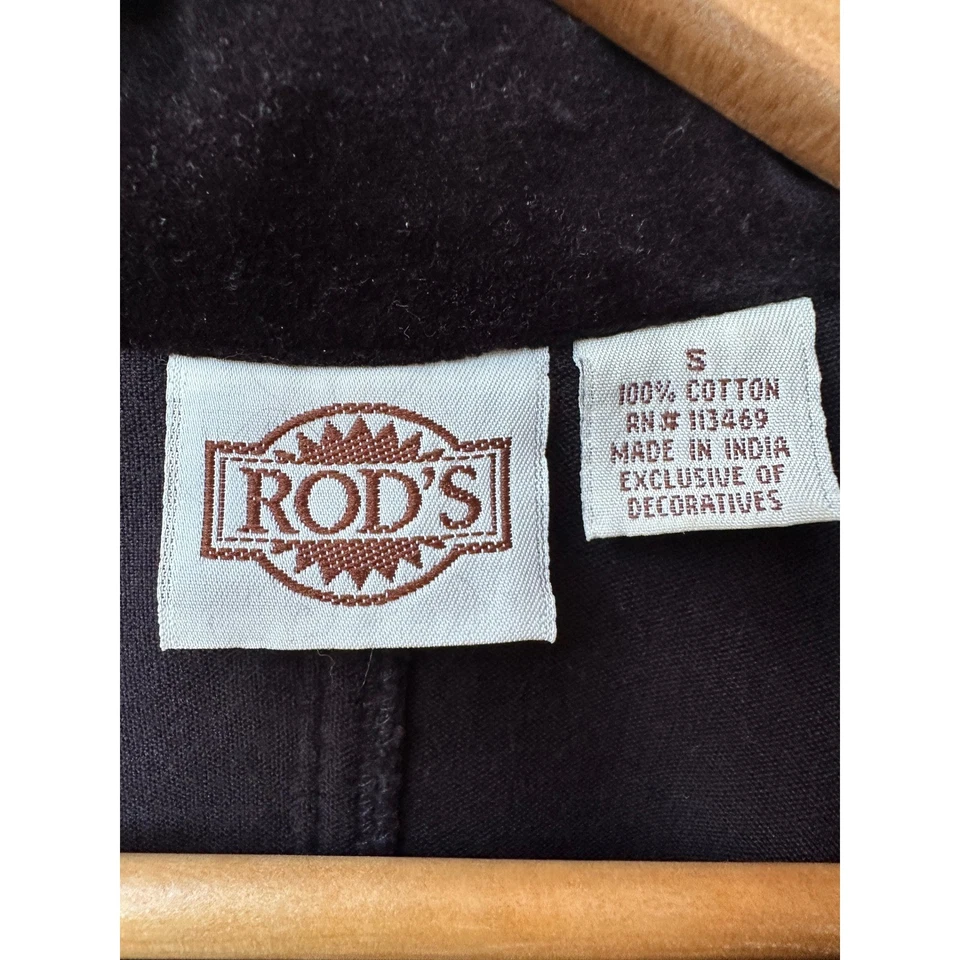 ROD'S
S
100% COTTON
RN# 113469
MADE IN INDIA
EXCLUSIVE OF
DECORATIVES